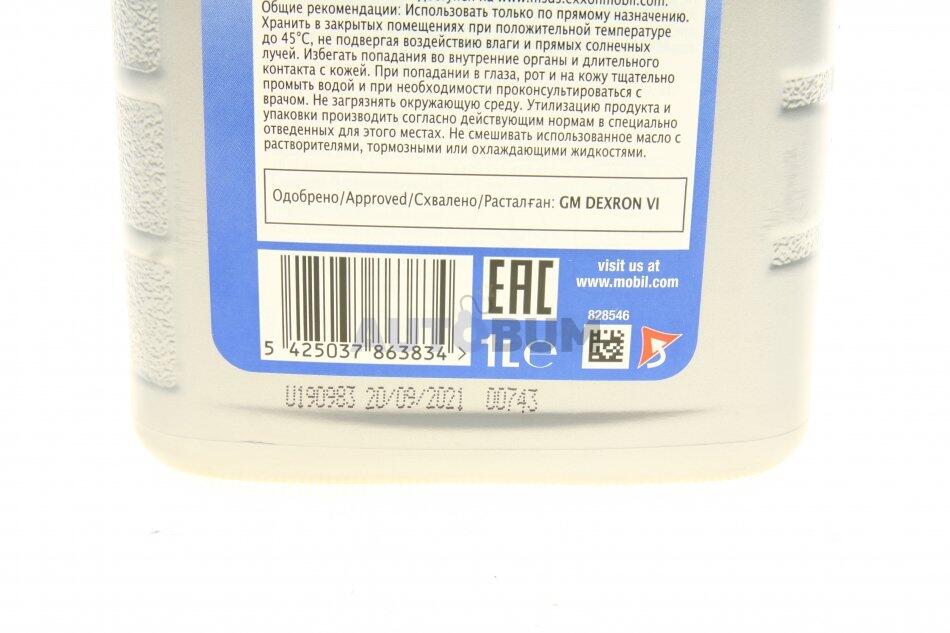 Общие рекомендации: Использовать только по прямому назначению.
Хранить в закрытых помещениях при положительной температуре
до 45°C, не подвергая воздействию влаги и прямых солнечных
лучей. Избегать попадания во внутренние органы и длительного
контакта с кожей. При попадании в глаза, рот и на кожу тщательно
промыть водой и при необходимости проконсультироваться с
врачом. Не загрязнять окружающую среду. Утилизацию продукта и
упаковки производить согласно действующим нормам в специально
отведенных для этого местах. Не смешивать использованное масло с
растворителями, тормозными или охлаждающими жидкостями.
Одобрено/Approved/Схвалено/Расталған: GM DEXRON VI
EAC
visit us at
www.mobil.com
828546
AUTOBUM
5 425037 863834 >
1L e
U190983 20/09/2021 00743